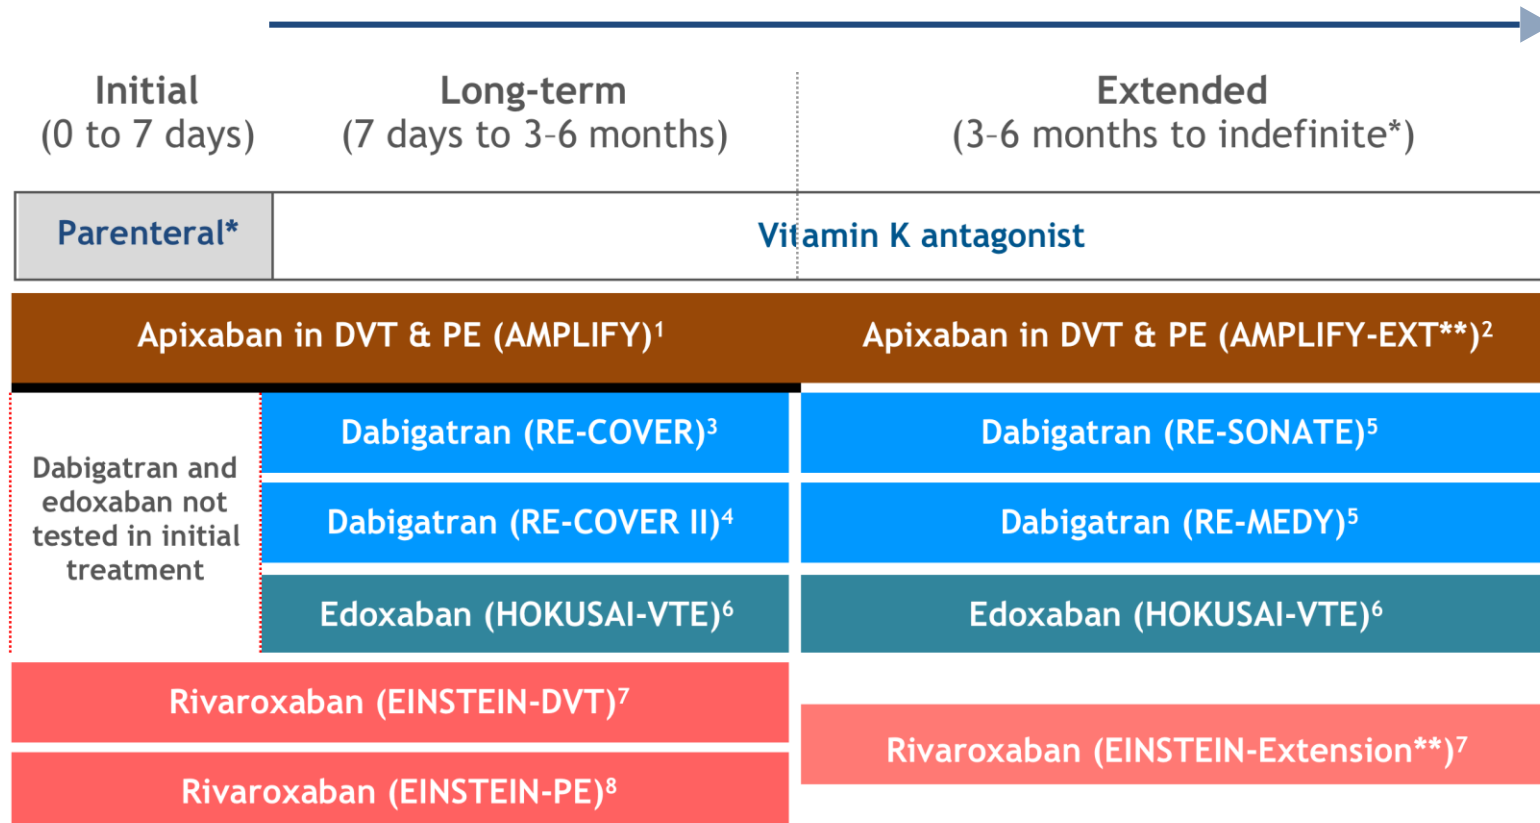 Initial
(0 to 7 days)
Long-term
(7 days to 3–6 months)
Extended
(3–6 months to indefinite*)
Parenteral*
Vitamin K antagonist
Apixaban in DVT & PE (AMPLIFY)¹
Apixaban in DVT & PE (AMPLIFY-EXT**)²
Dabigatran and
edoxaban not
tested in initial
treatment
Dabigatran (RE-COVER)³
Dabigatran (RE-SONATE)⁵
Dabigatran (RE-COVER II)⁴
Dabigatran (RE-MEDY)⁵
Edoxaban (HOKUSAI-VTE)⁶
Edoxaban (HOKUSAI-VTE)⁶
Rivaroxaban (EINSTEIN-DVT)⁷
Rivaroxaban (EINSTEIN-Extension**)⁷
Rivaroxaban (EINSTEIN-PE)⁸